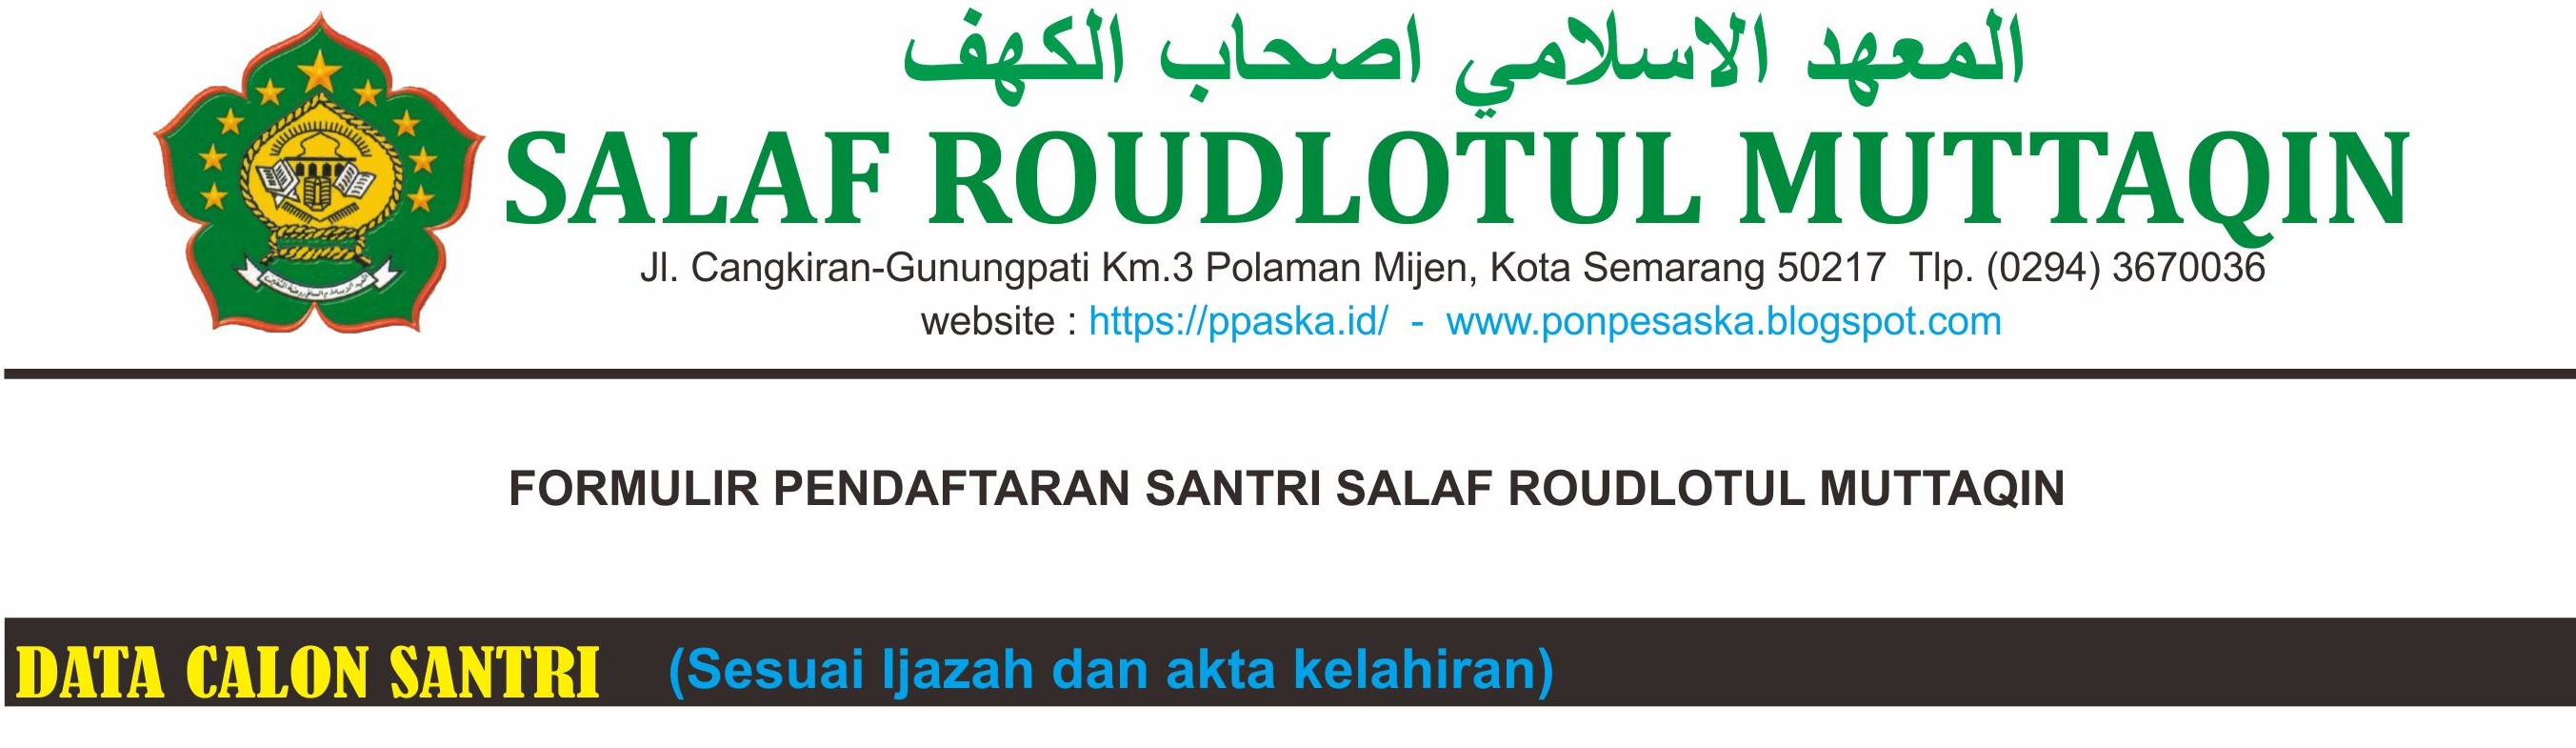 المعهد الاسلامي اصحاب الكهف
SALAF ROUDLOTUL MUTTAQIN
Jl. Cangkiran-Gunungpati Km.3 Polaman Mijen, Kota Semarang 50217 Tlp. (0294) 3670036
website : https://ppaska.id/ - www.ponpesaska.blogspot.com
FORMULIR PENDAFTARAN SANTRI SALAF ROUDLOTUL MUTTAQIN
DATA CALON SANTRI (Sesuai Ijazah dan akta kelahiran)